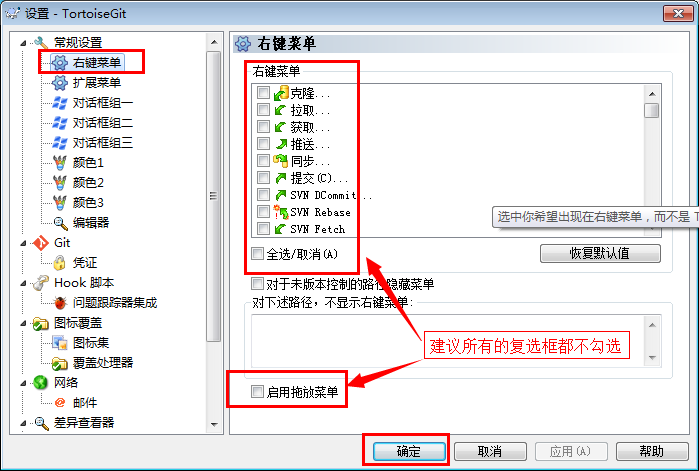 设置 - TortoiseGit
常规设置
右键菜单
扩展菜单
对话框组一
对话框组二
对话框组三
颜色1
颜色2
颜色3
编辑器
Git
凭证
Hook 脚本
问题跟踪器集成
图标覆盖
图标集
覆盖处理器
网络
邮件
差异查看器
右键菜单
右键菜单
克隆...
拉取...
获取...
推送...
同步...
提交(C)...
SVN DCommit...
SVN Rebase
SVN Fetch
选中你希望出现在右键菜单，而不是 T
全选/取消(A)
恢复默认值
对于未版本控制的路径隐藏菜单
对下述路径，不显示右键菜单:
建议所有的复选框都不勾选
启用拖放菜单
确定
取消
应用(A)
帮助